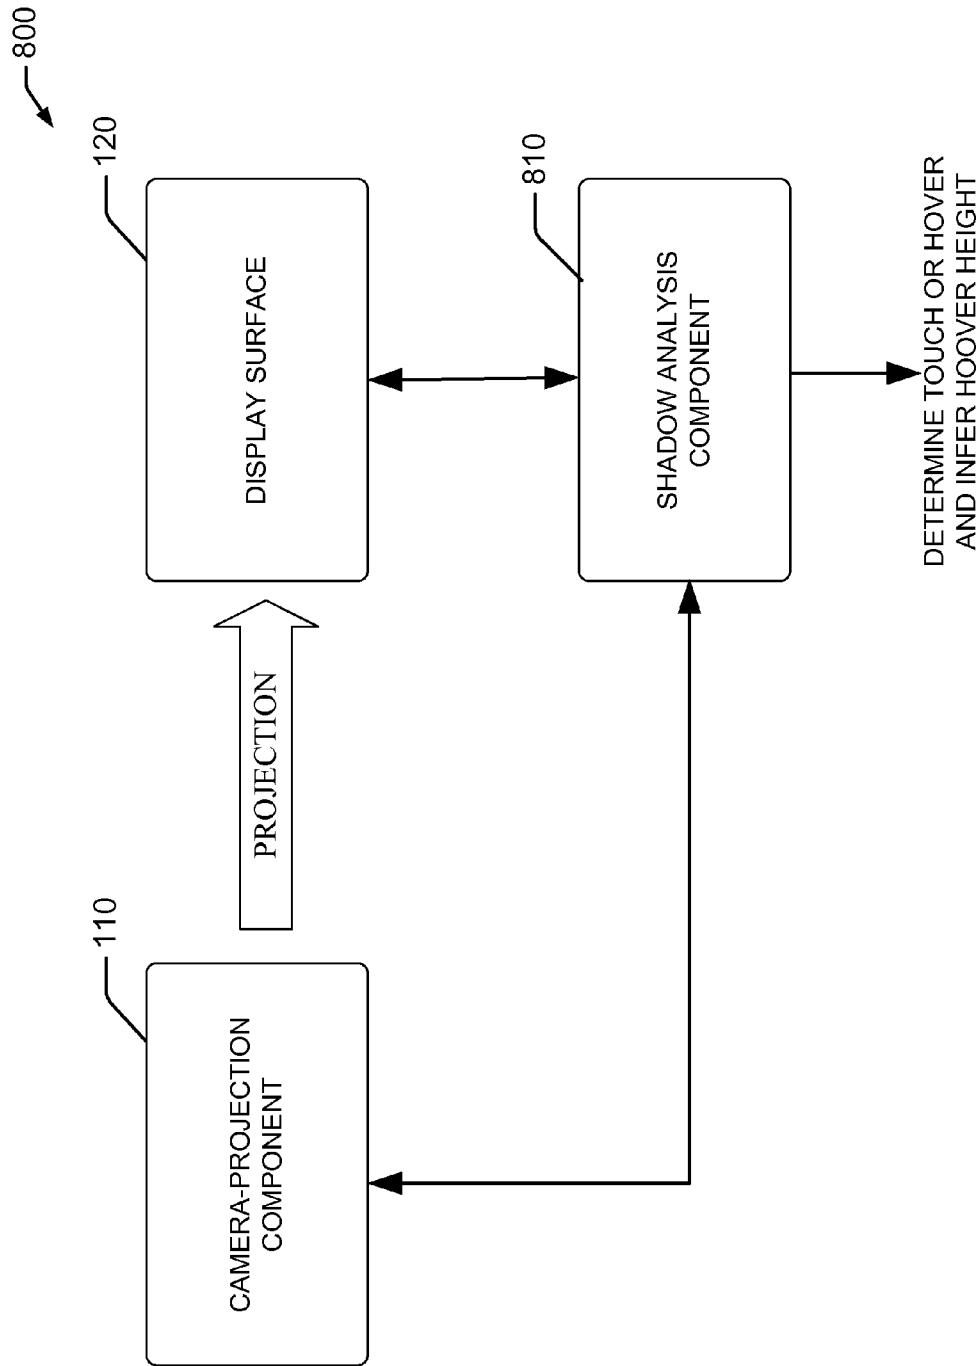 800
110
CAMERA-PROJECTION
COMPONENT
PROJECTION
120
DISPLAY SURFACE
810
SHADOW ANALYSIS
COMPONENT
DETERMINE TOUCH OR HOVER
AND INFER HOOVER HEIGHT